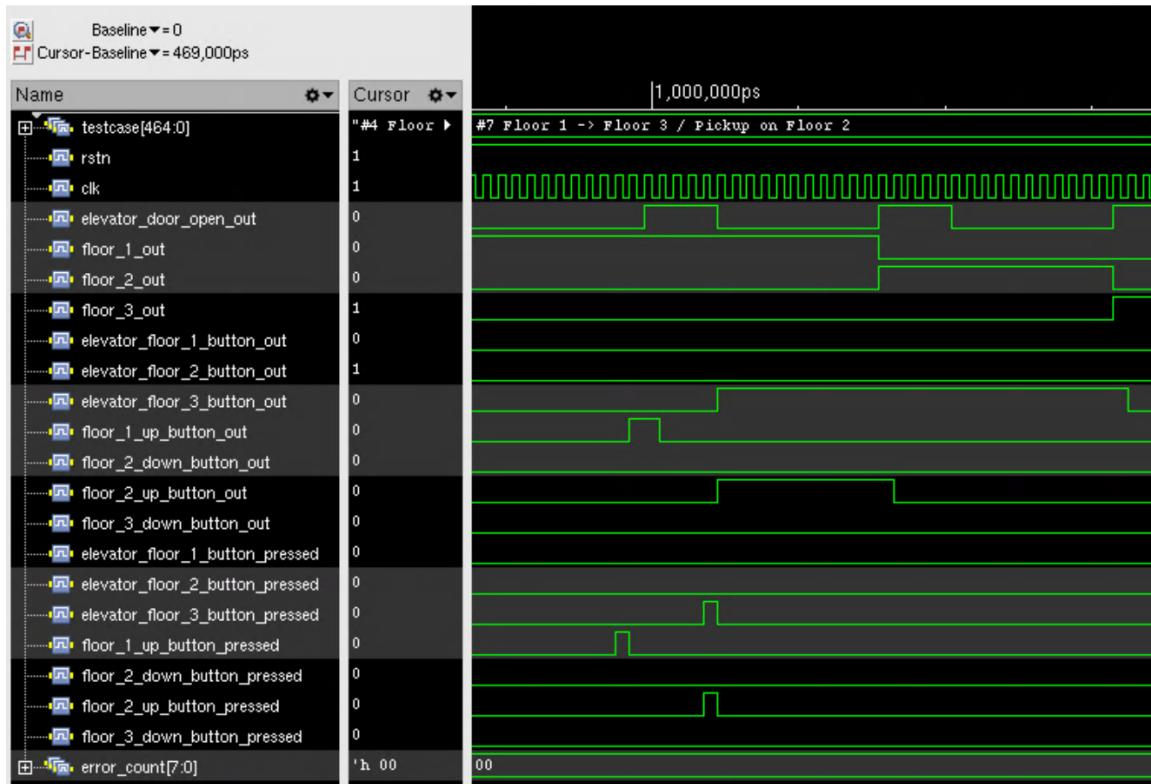 Baseline▼= 0
Cursor-Baseline▼= 469,000ps
Name Cursor 1,000,000ps
testcase[464:0] "#4 Floor #7 Floor 1 -> Floor 3 / Pickup on Floor 2
rstn 1
clk 1
elevator_door_open_out 0
floor_1_out 0
floor_2_out 0
floor_3_out 1
elevator_floor_1_button_out 0
elevator_floor_2_button_out 1
elevator_floor_3_button_out 0
floor_1_up_button_out 0
floor_2_down_button_out 0
floor_2_up_button_out 0
floor_3_down_button_out 0
elevator_floor_1_button_pressed 0
elevator_floor_2_button_pressed 0
elevator_floor_3_button_pressed 0
floor_1_up_button_pressed 0
floor_2_down_button_pressed 0
floor_2_up_button_pressed 0
floor_3_down_button_pressed 0
error_count[7:0] 'h 00 00